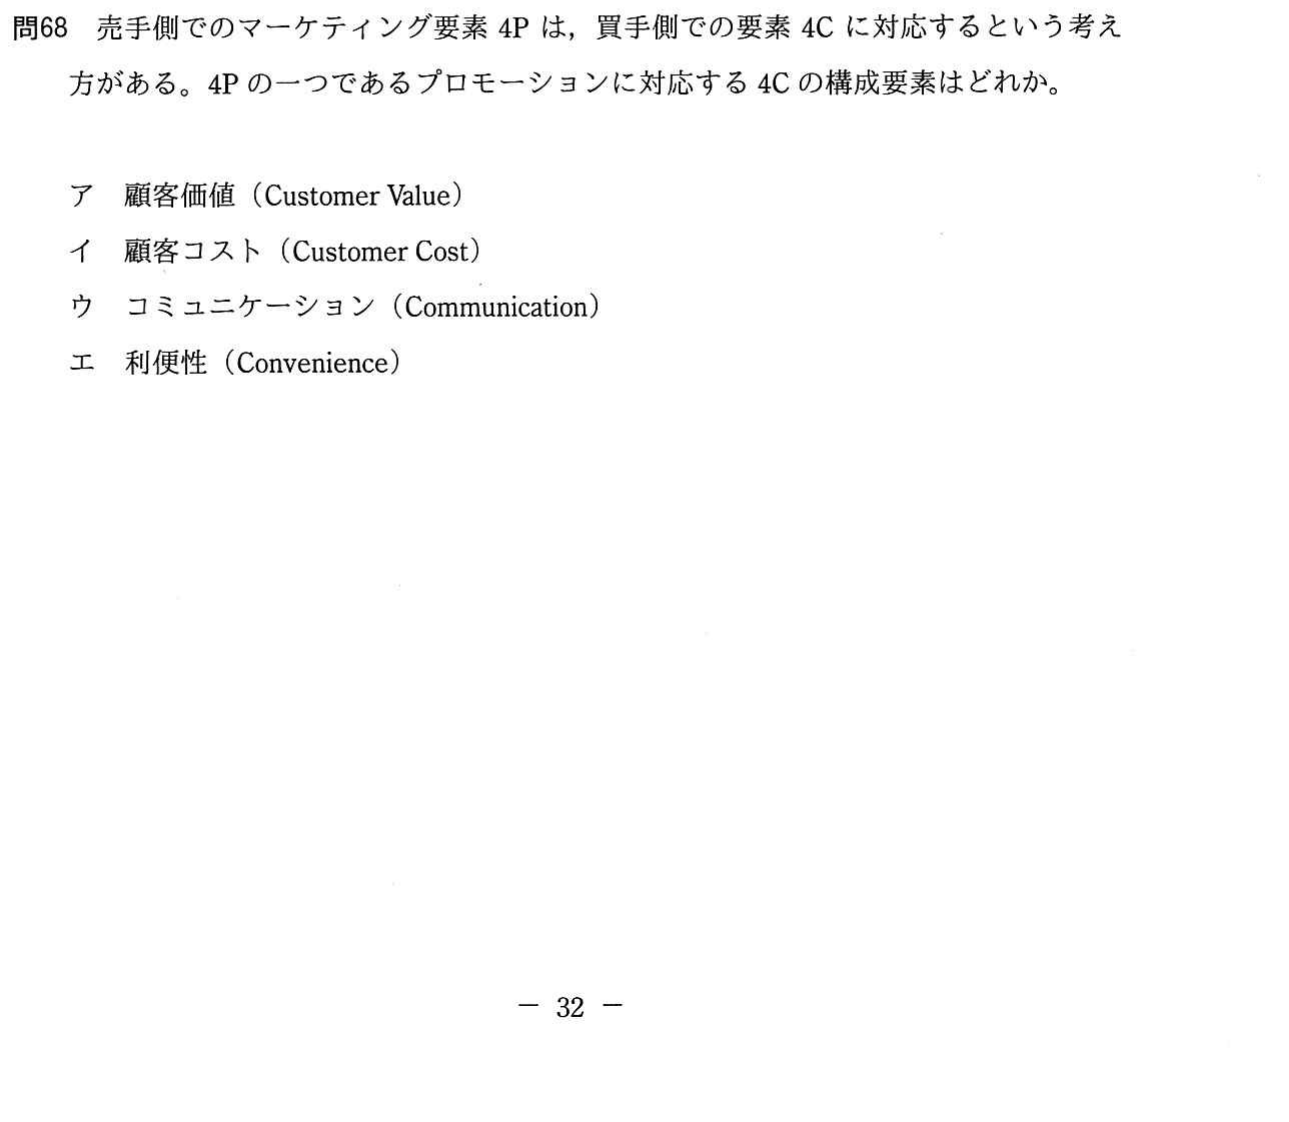 問68　売手側でのマーケティング要素 4P は，買手側での要素 4C に対応するという考え
方がある。4P の一つであるプロモーションに対応する 4C の構成要素はどれか。
ア　顧客価値（Customer Value）
イ　顧客コスト（Customer Cost）
ウ　コミュニケーション（Communication）
エ　利便性（Convenience）
－ 32 －